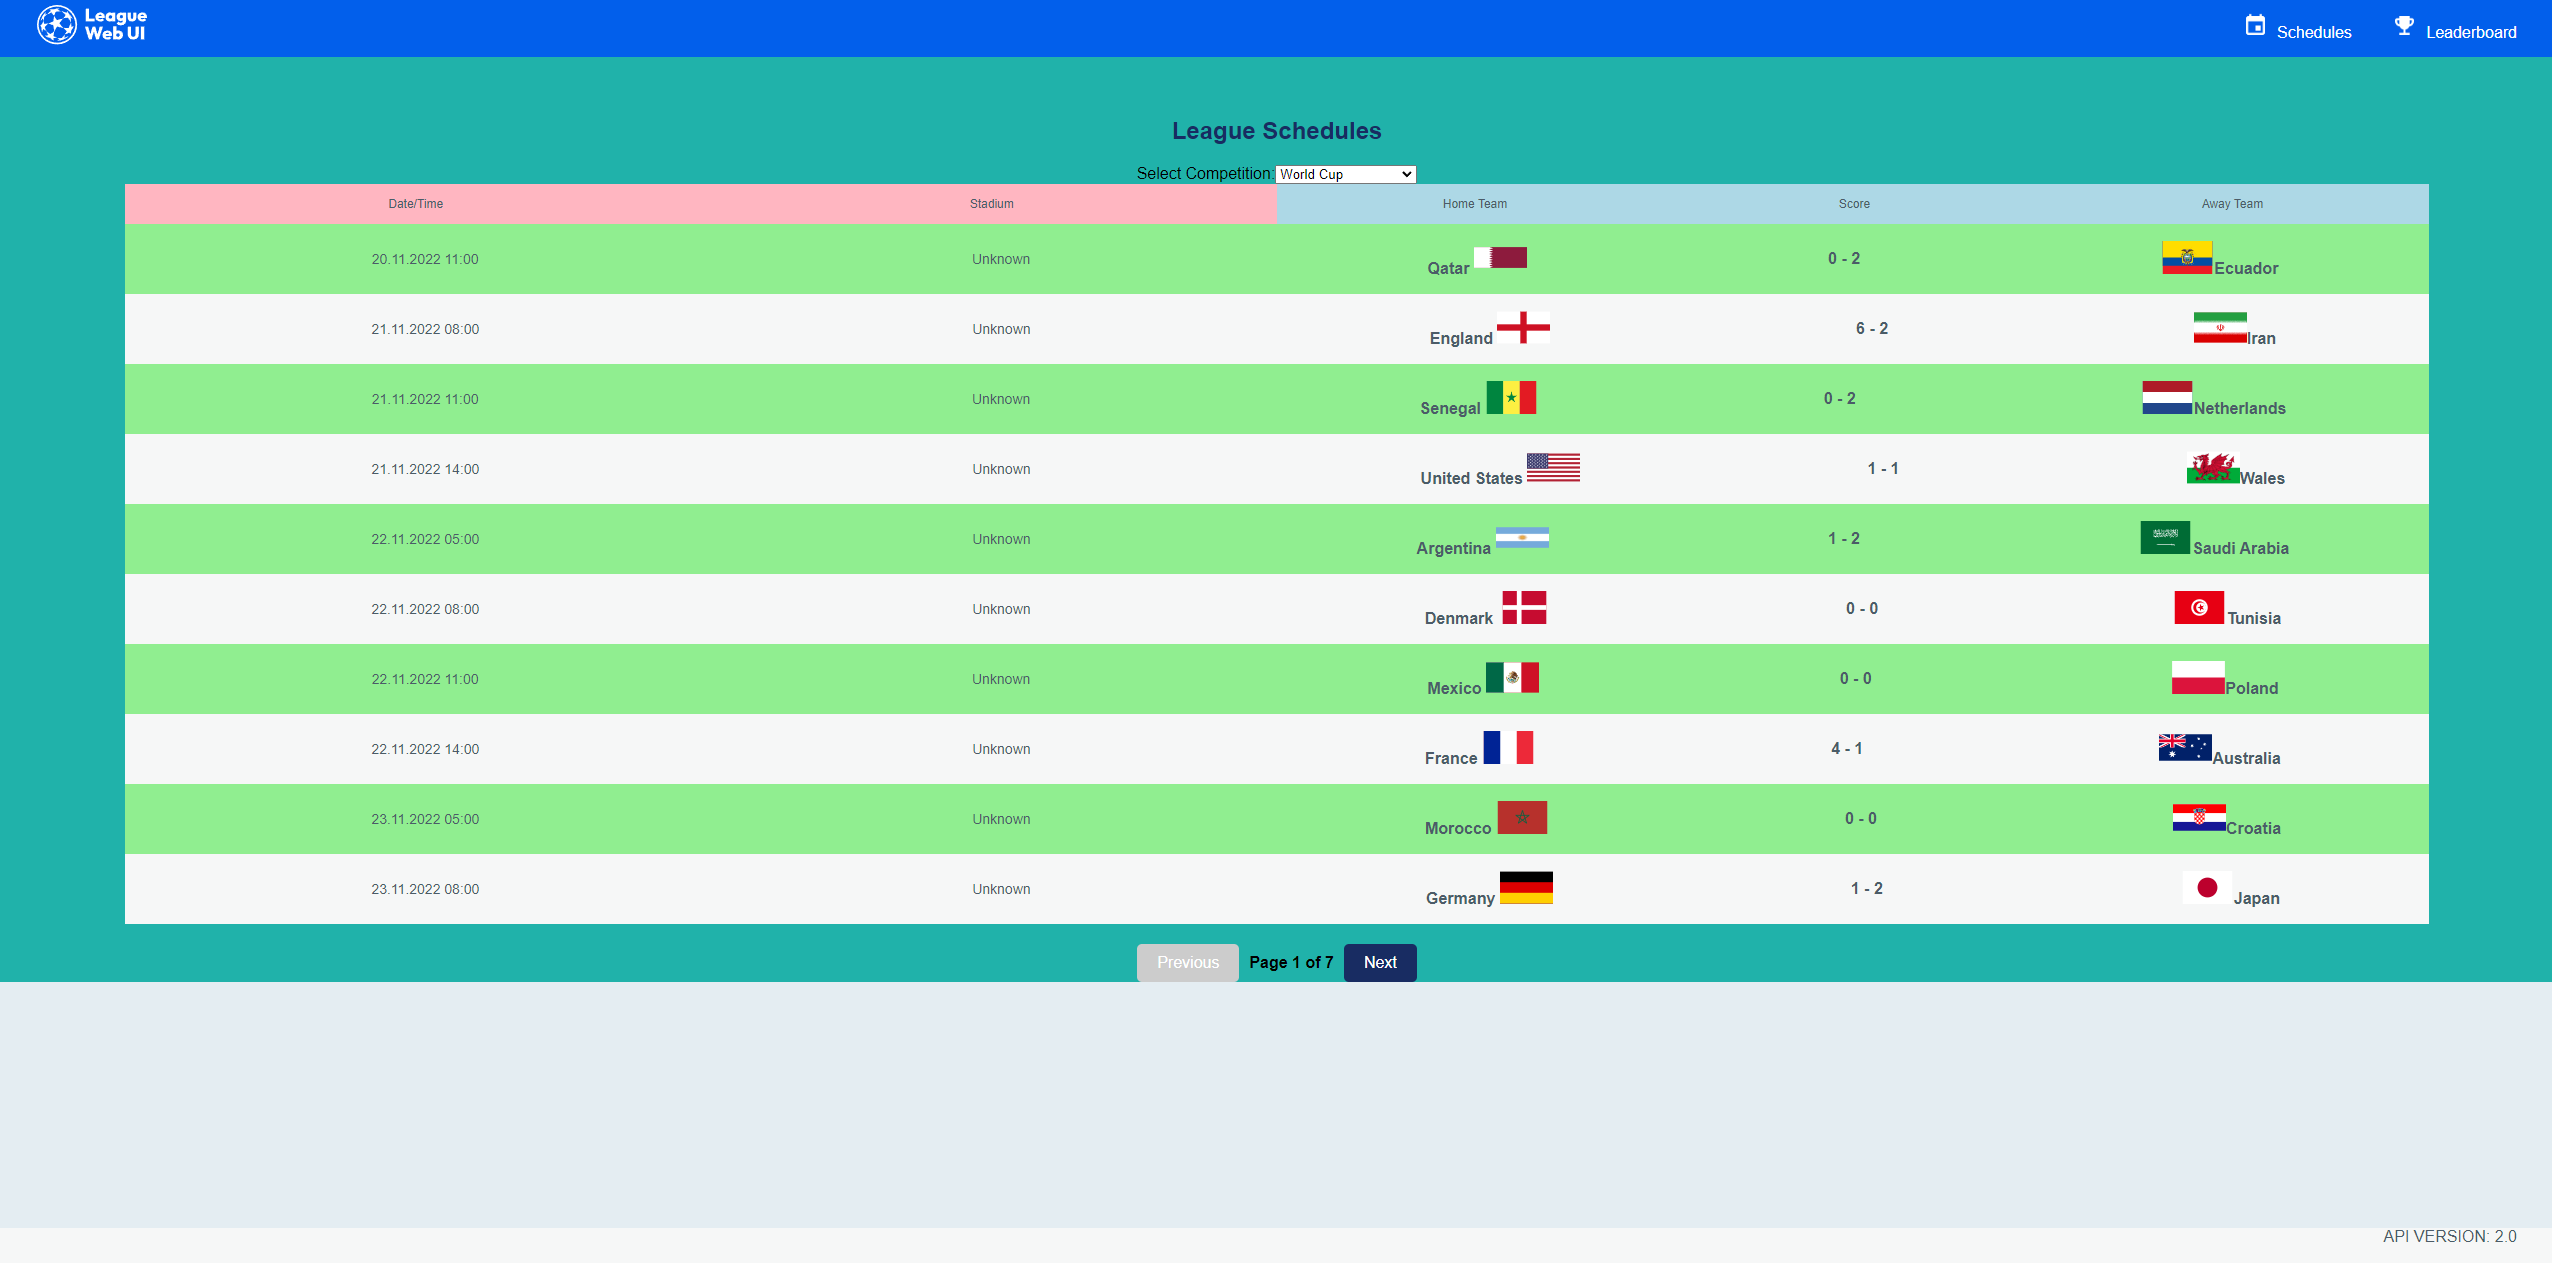 League
Web UI
Schedules
Leaderboard
League Schedules
Select Competition: World Cup
Date/Time Stadium Home Team Score Away Team
20.11.2022 11:00 Unknown Qatar 0 - 2 Ecuador
21.11.2022 08:00 Unknown England 6 - 2 Iran
21.11.2022 11:00 Unknown Senegal 0 - 2 Netherlands
21.11.2022 14:00 Unknown United States 1 - 1 Wales
22.11.2022 05:00 Unknown Argentina 1 - 2 Saudi Arabia
22.11.2022 08:00 Unknown Denmark 0 - 0 Tunisia
22.11.2022 11:00 Unknown Mexico 0 - 0 Poland
22.11.2022 14:00 Unknown France 4 - 1 Australia
23.11.2022 05:00 Unknown Morocco 0 - 0 Croatia
23.11.2022 08:00 Unknown Germany 1 - 2 Japan
Previous Page 1 of 7 Next
API VERSION: 2.0